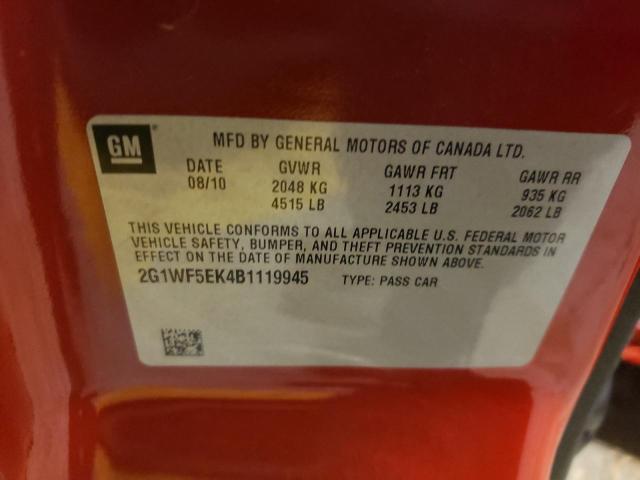 GM
MFD BY GENERAL MOTORS OF CANADA LTD.
DATE GVWR GAWR FRT GAWR RR
08/10 2048 KG 1113 KG 935 KG
4515 LB 2453 LB 2062 LB
THIS VEHICLE CONFORMS TO ALL APPLICABLE U.S. FEDERAL MOTOR
VEHICLE SAFETY, BUMPER, AND THEFT PREVENTION STANDARDS IN
EFFECT ON THE DATE OF MANUFACTURE SHOWN ABOVE.
2G1WF5EK4B1119945 TYPE: PASS CAR